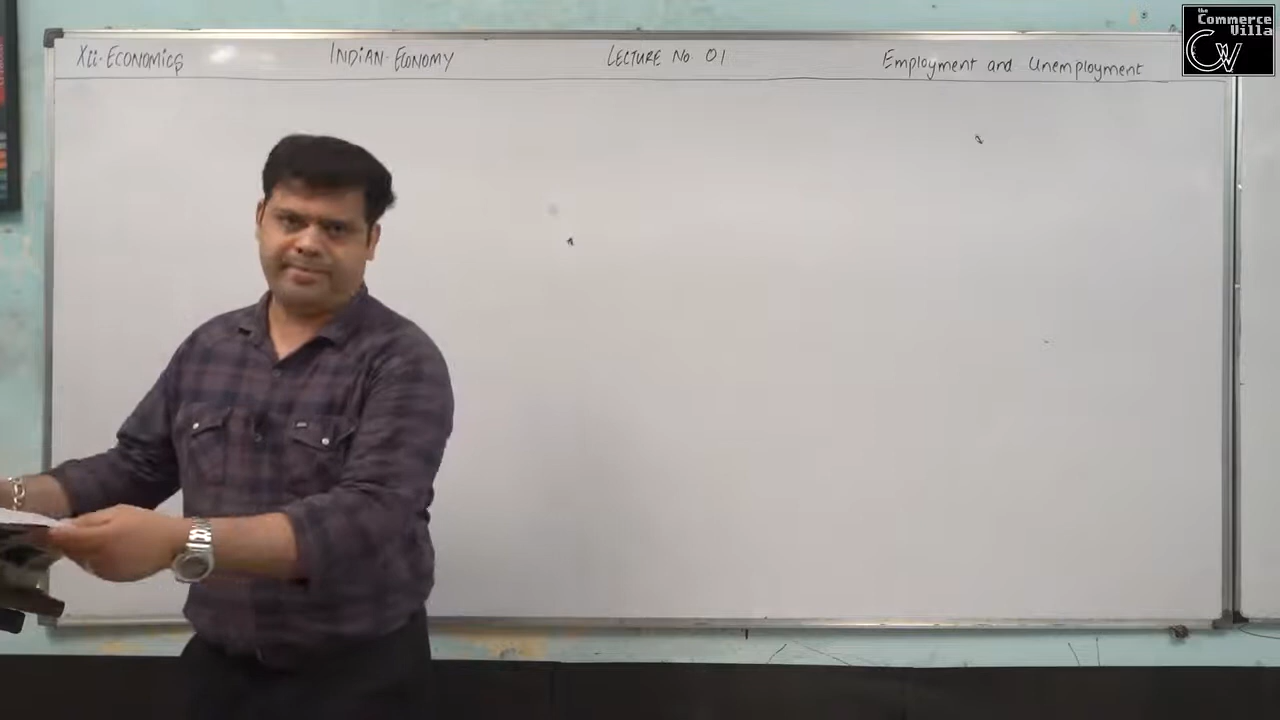 Xii-ECONOMICS INDIAN-ECONOMY LECTURE No 01 Employment and Unemployment
the
Commerce
Villa
CV